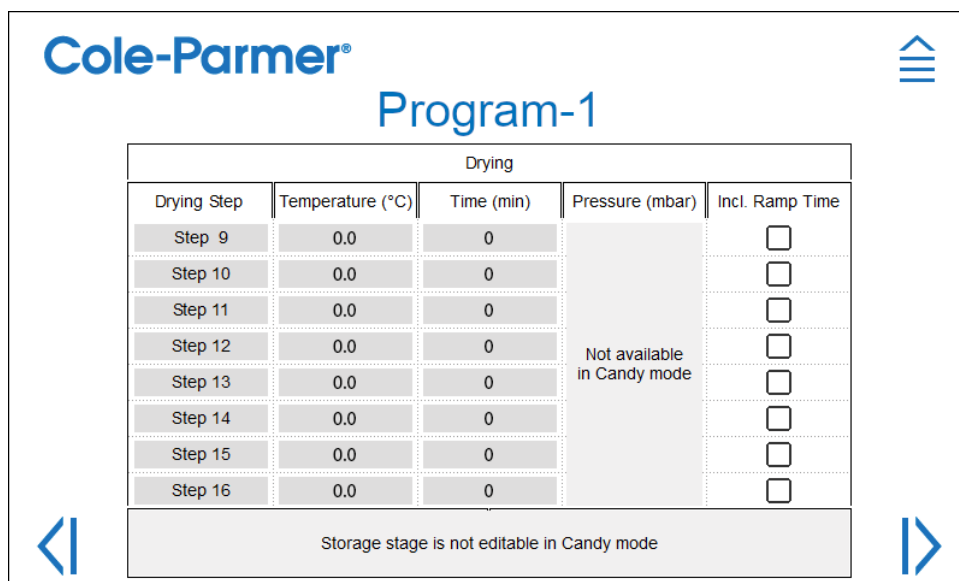 Cole-Parmer®
Program-1
Drying
Drying Step Temperature (°C) Time (min) Pressure (mbar) Incl. Ramp Time
Step 9 0.0 0
Step 10 0.0 0
Step 11 0.0 0
Step 12 0.0 0
Not available
in Candy mode
Step 13 0.0 0
Step 14 0.0 0
Step 15 0.0 0
Step 16 0.0 0
Storage stage is not editable in Candy mode